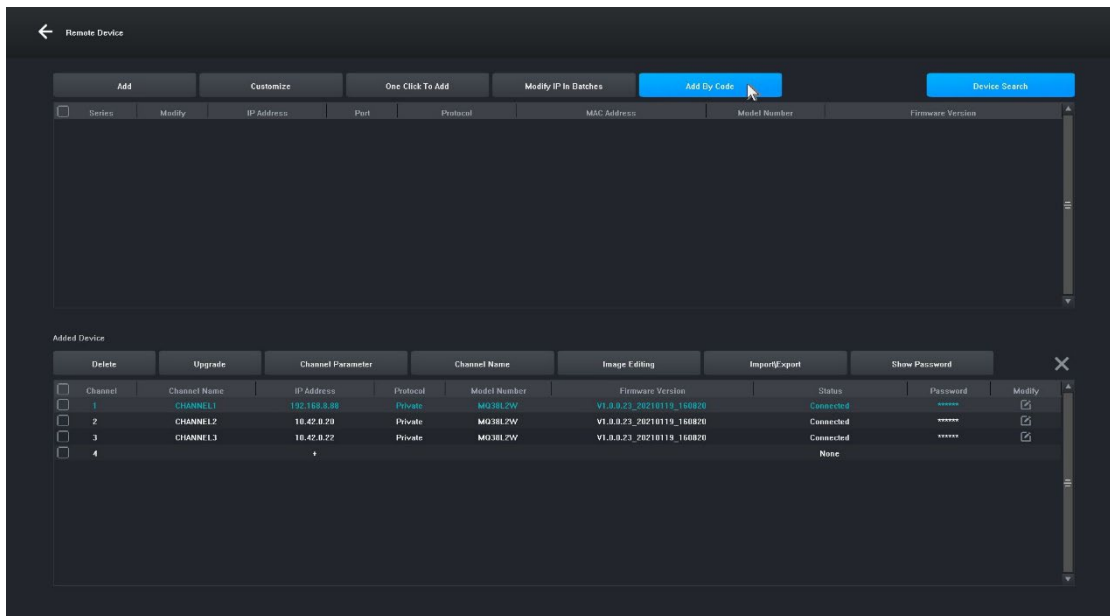 Remote Device
Add Customize One Click To Add Modify IP In Batches Add By Code Device Search
Series Modify IP Address Port Protocol MAC Address Model Number Firmware Version
Added Device
Delete Upgrade Channel Parameter Channel Name Image Editing Import\Export Show Password
Channel Channel Name IP Address Protocol Model Number Firmware Version Status Password Modify
1 CHANNEL1 192.168.8.88 Private MQ38L2W V1.0.0.23_20210119_160820 Connected ******
2 CHANNEL2 10.42.0.20 Private MQ38L2W V1.0.0.23_20210119_160820 Connected ******
3 CHANNEL3 10.42.0.22 Private MQ38L2W V1.0.0.23_20210119_160820 Connected ******
4 + None